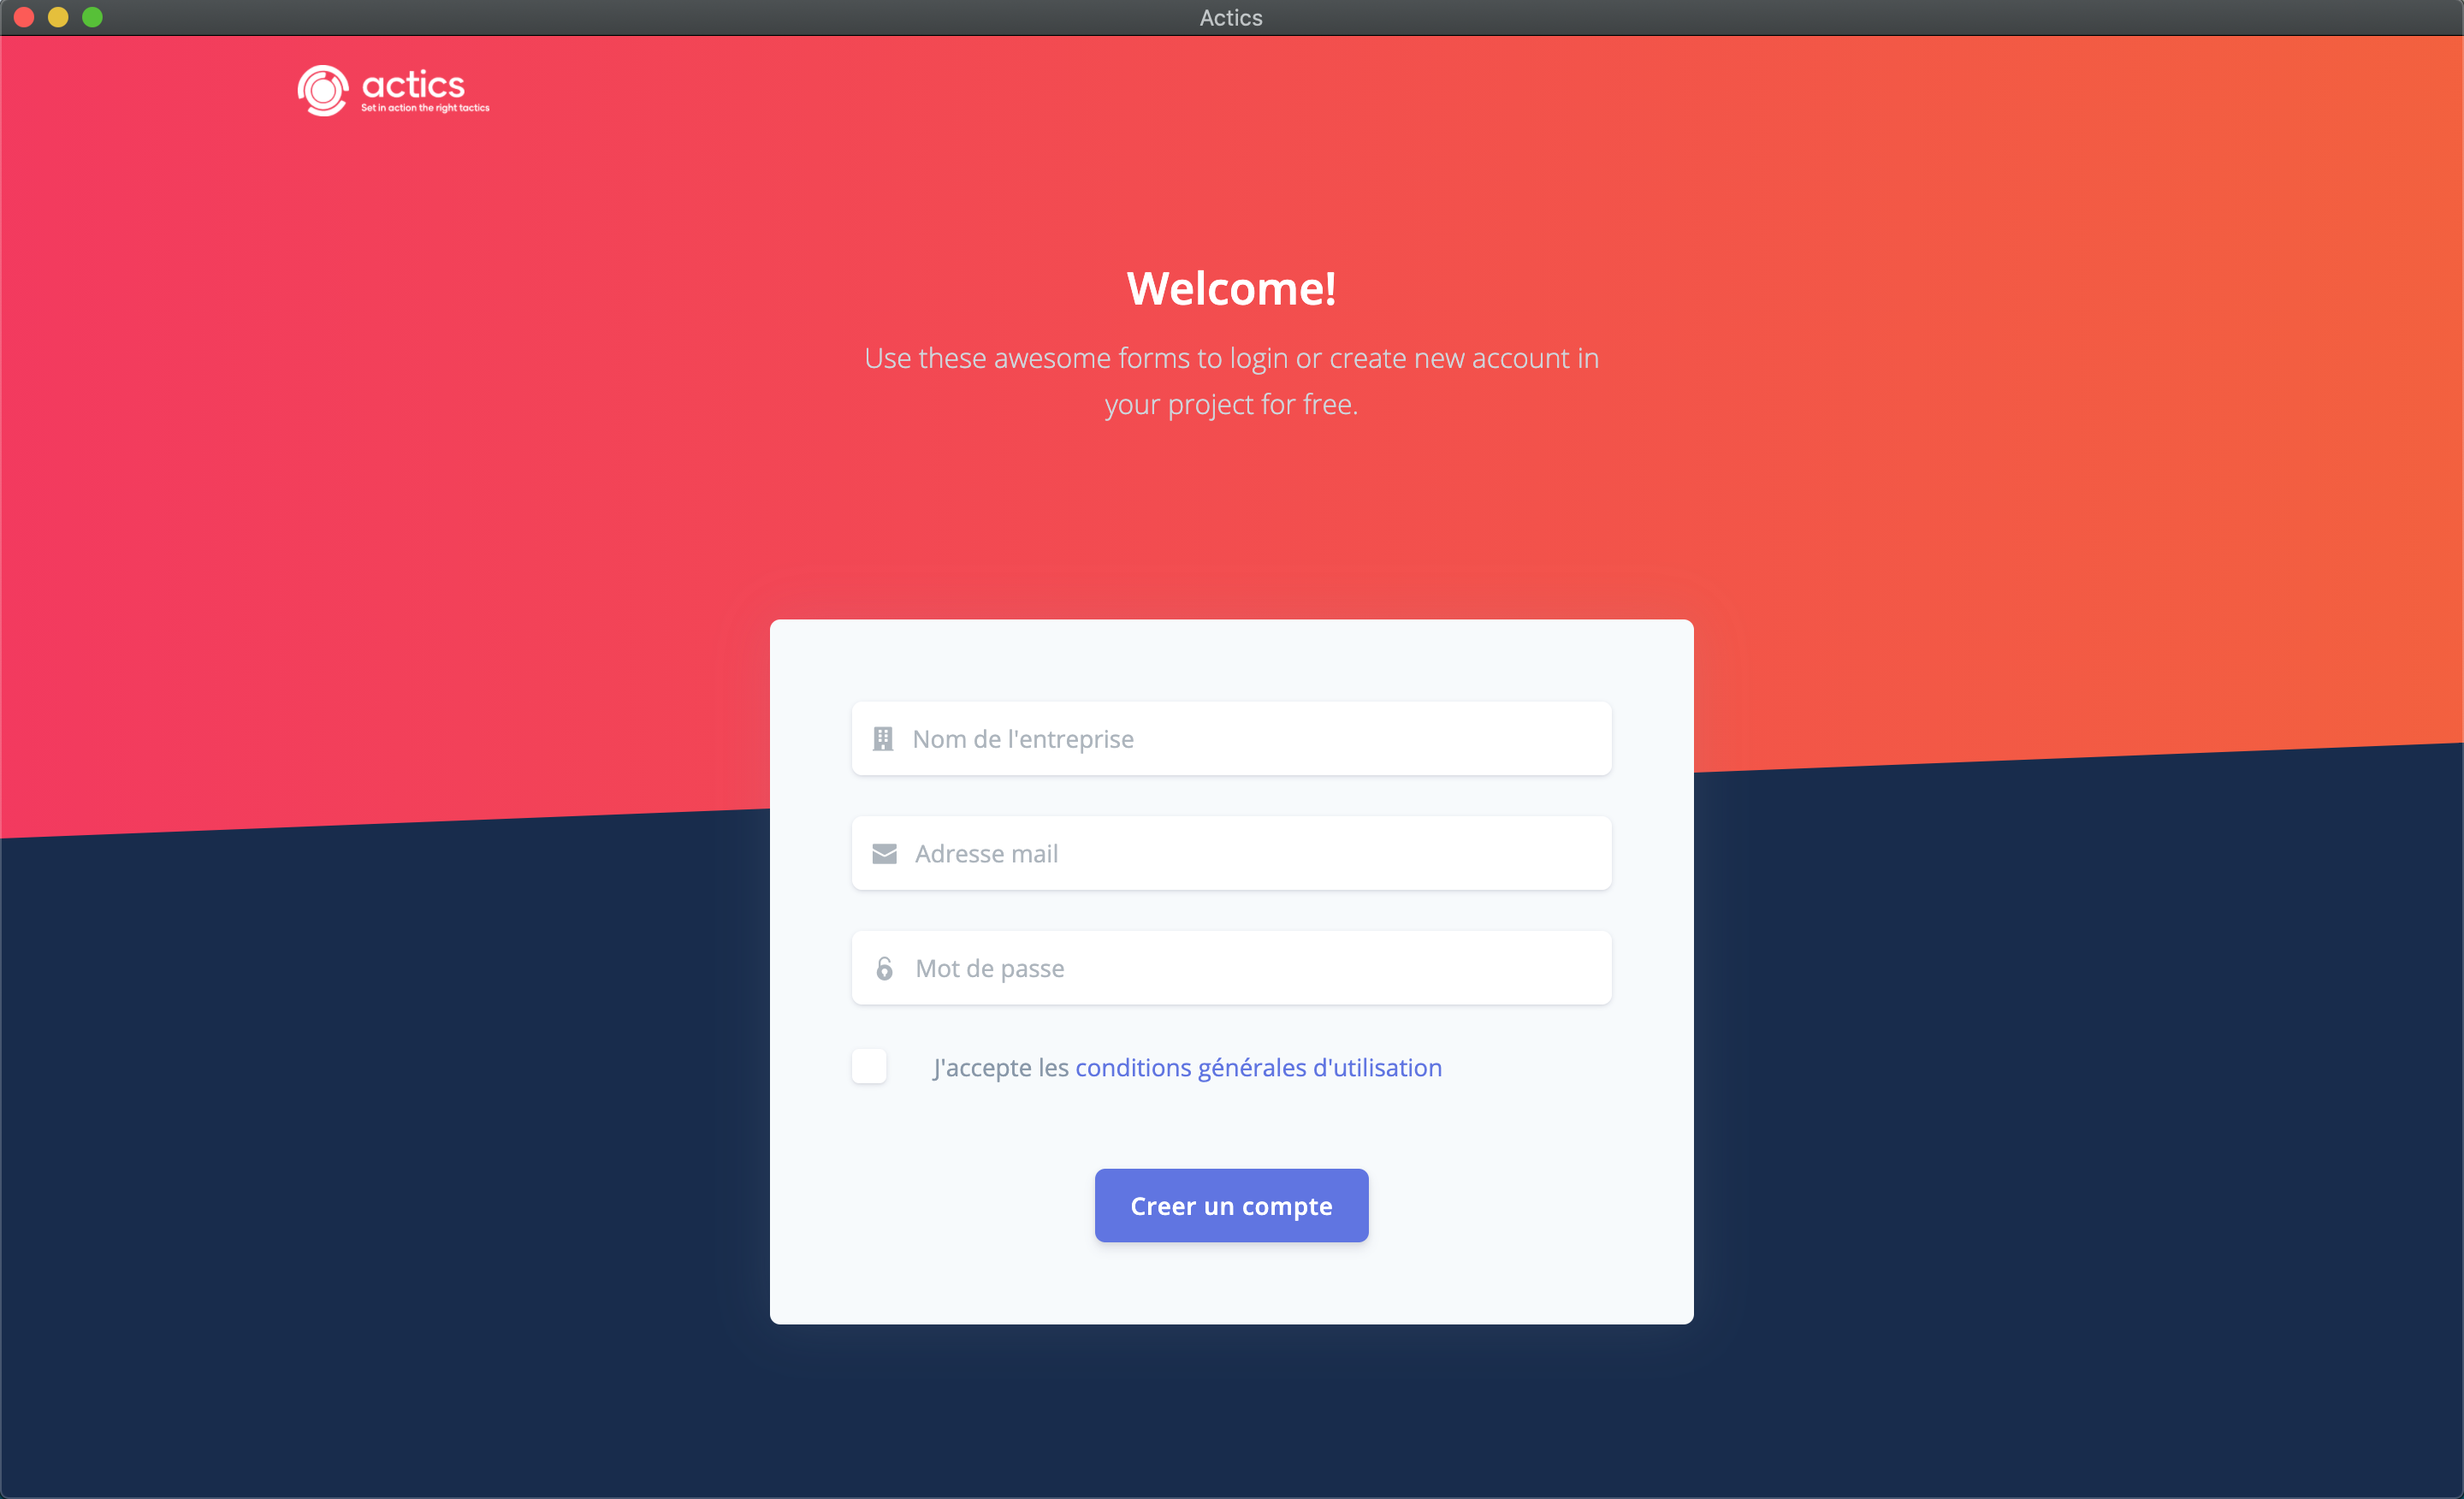 Actics
actics
Set in action the right tactics
Welcome!
Use these awesome forms to login or create new account in
your project for free.
Nom de l'entreprise
Adresse mail
Mot de passe
J'accepte les conditions générales d'utilisation
Creer un compte